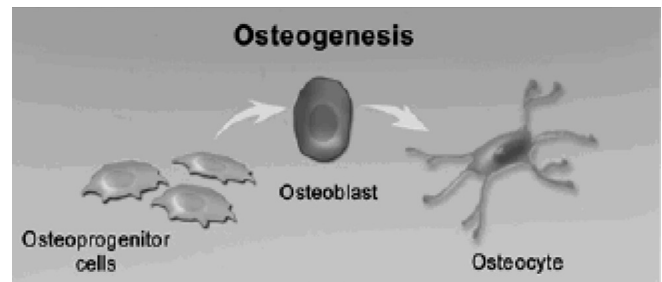 Osteogenesis
Osteoblast
Osteoprogenitor
cells
Osteocyte